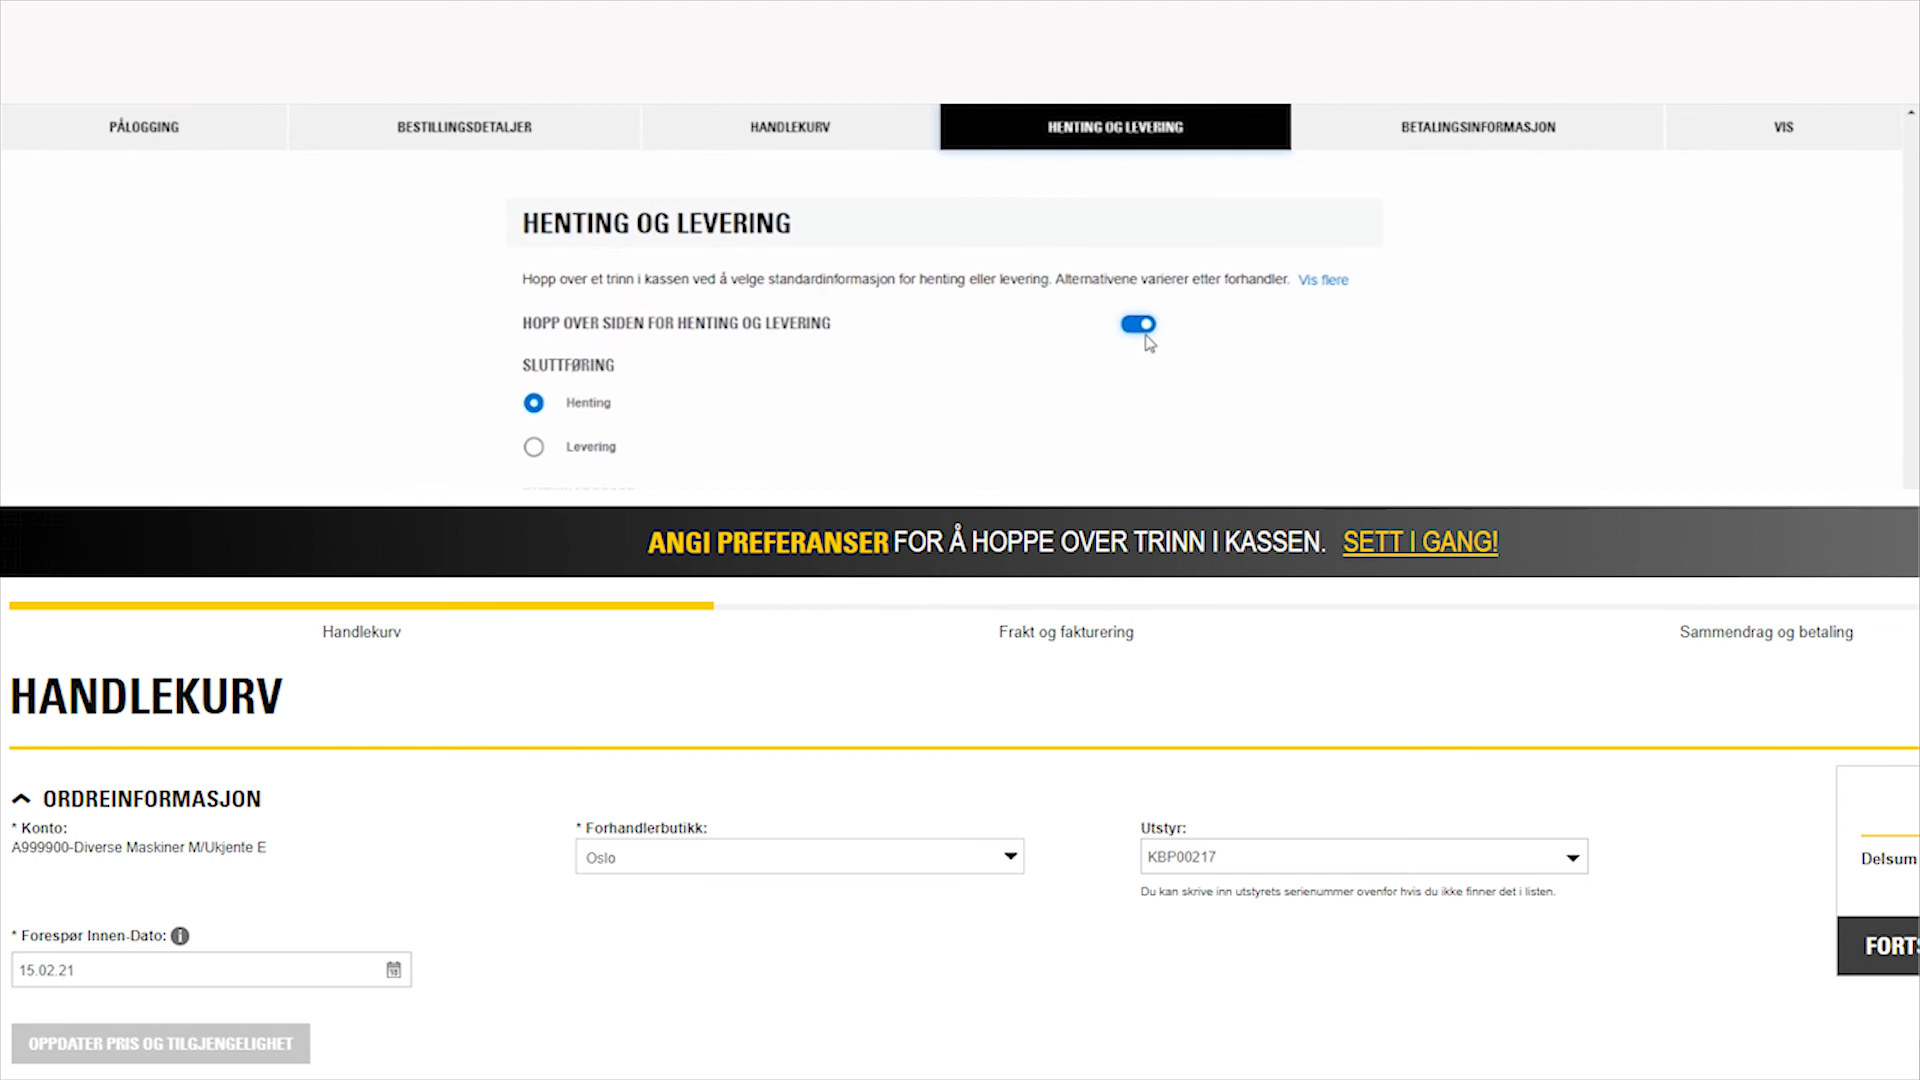 PÅLOGGING BESTILLINGSDETALJER HANDLEKURV HENTING OG LEVERING BETALINGSINFORMASJON VIS
HENTING OG LEVERING
Hopp over et trinn i kassen ved å velge standardinformasjon for henting eller levering. Alternativene varierer etter forhandler. Vis flere
HOPP OVER SIDEN FOR HENTING OG LEVERING
SLUTTFØRING
Henting
Levering
ANGI PREFERANSER FOR Å HOPPE OVER TRINN I KASSEN. SETT I GANG!
Handlekurv Frakt og fakturering Sammendrag og betaling
HANDLEKURV
ORDREINFORMASJON
* Konto:
A999900-Diverse Maskiner M/Ukjente E
* Forhandlerbutikk:
Oslo
Utstyr:
KBP00217
Du kan skrive inn utstyrets serienummer ovenfor hvis du ikke finner det i listen.
Delsum
FORTS
* Forespør Innen-Dato:
15.02.21
OPPDATER PRIS OG TILGJENGELIGHET